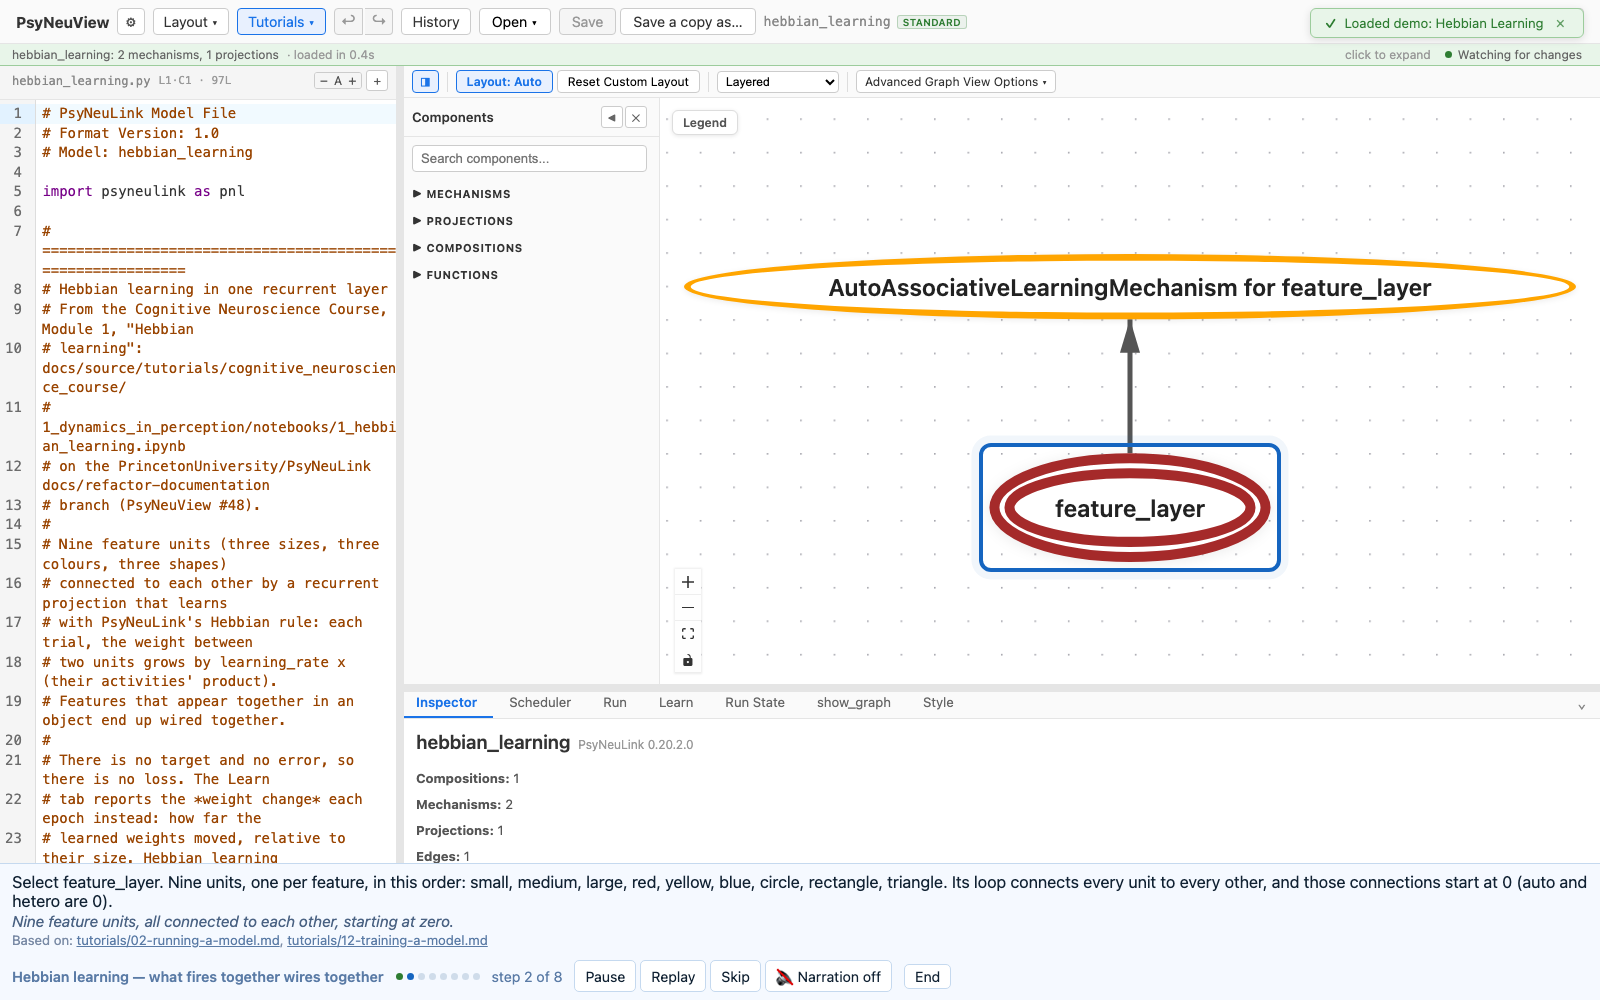 PsyNeuView
Layout ▾
Tutorials ▾
History
Open ▾
Save
Save a copy as...
hebbian_learning
STANDARD
✓ Loaded demo: Hebbian Learning ×
hebbian_learning: 2 mechanisms, 1 projections · loaded in 0.4s
click to expand
Watching for changes
hebbian_learning.py L1·C1 · 97L
− A +
+
1 # PsyNeuLink Model File
2 # Format Version: 1.0
3 # Model: hebbian_learning
4
5 import psyneulink as pnl
6
7 #
==========================================
=================
8 # Hebbian learning in one recurrent layer
9 # From the Cognitive Neuroscience Course,
Module 1, "Hebbian
10 # learning":
docs/source/tutorials/cognitive_neuroscien
ce_course/
11 #
1_dynamics_in_perception/notebooks/1_hebbi
an_learning.ipynb
12 # on the PrincetonUniversity/PsyNeuLink
docs/refactor-documentation
13 # branch (PsyNeuView #48).
14 #
15 # Nine feature units (three sizes, three
colours, three shapes)
16 # connected to each other by a recurrent
projection that learns
17 # with PsyNeuLink's Hebbian rule: each
trial, the weight between
18 # two units grows by learning_rate x
(their activities' product).
19 # Features that appear together in an
object end up wired together.
20 #
21 # There is no target and no error, so
there is no loss. The Learn
22 # tab reports the *weight change* each
epoch instead: how far the
23 # learned weights moved, relative to
their size. Hebbian learning
Layout: Auto
Reset Custom Layout
Layered
Advanced Graph View Options ▾
Components
Search components...
▶ MECHANISMS
▶ PROJECTIONS
▶ COMPOSITIONS
▶ FUNCTIONS
Legend
AutoAssociativeLearningMechanism for feature_layer
feature_layer
Inspector
Scheduler
Run
Learn
Run State
show_graph
Style
hebbian_learning PsyNeuLink 0.20.2.0
Compositions: 1
Mechanisms: 2
Projections: 1
Edges: 1
Select feature_layer. Nine units, one per feature, in this order: small, medium, large, red, yellow, blue, circle, rectangle, triangle. Its loop connects every unit to every other, and those connections start at 0 (auto and
hetero are 0).
Nine feature units, all connected to each other, starting at zero.
Based on: tutorials/02-running-a-model.md, tutorials/12-training-a-model.md
Hebbian learning — what fires together wires together
step 2 of 8
Pause
Replay
Skip
Narration off
End